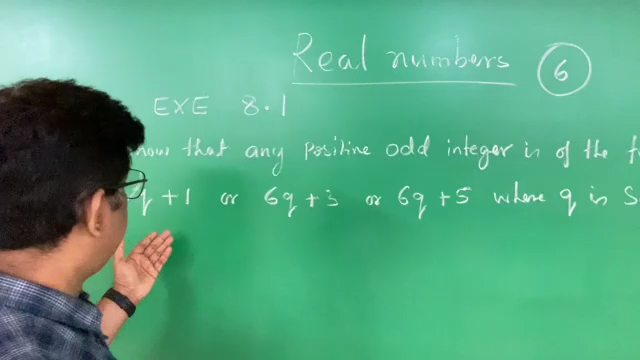 Real numbers 6
EXE 8.1
how that any positive odd integer is of the f
q +1 or 6q +3 or 6q +5 where q is S